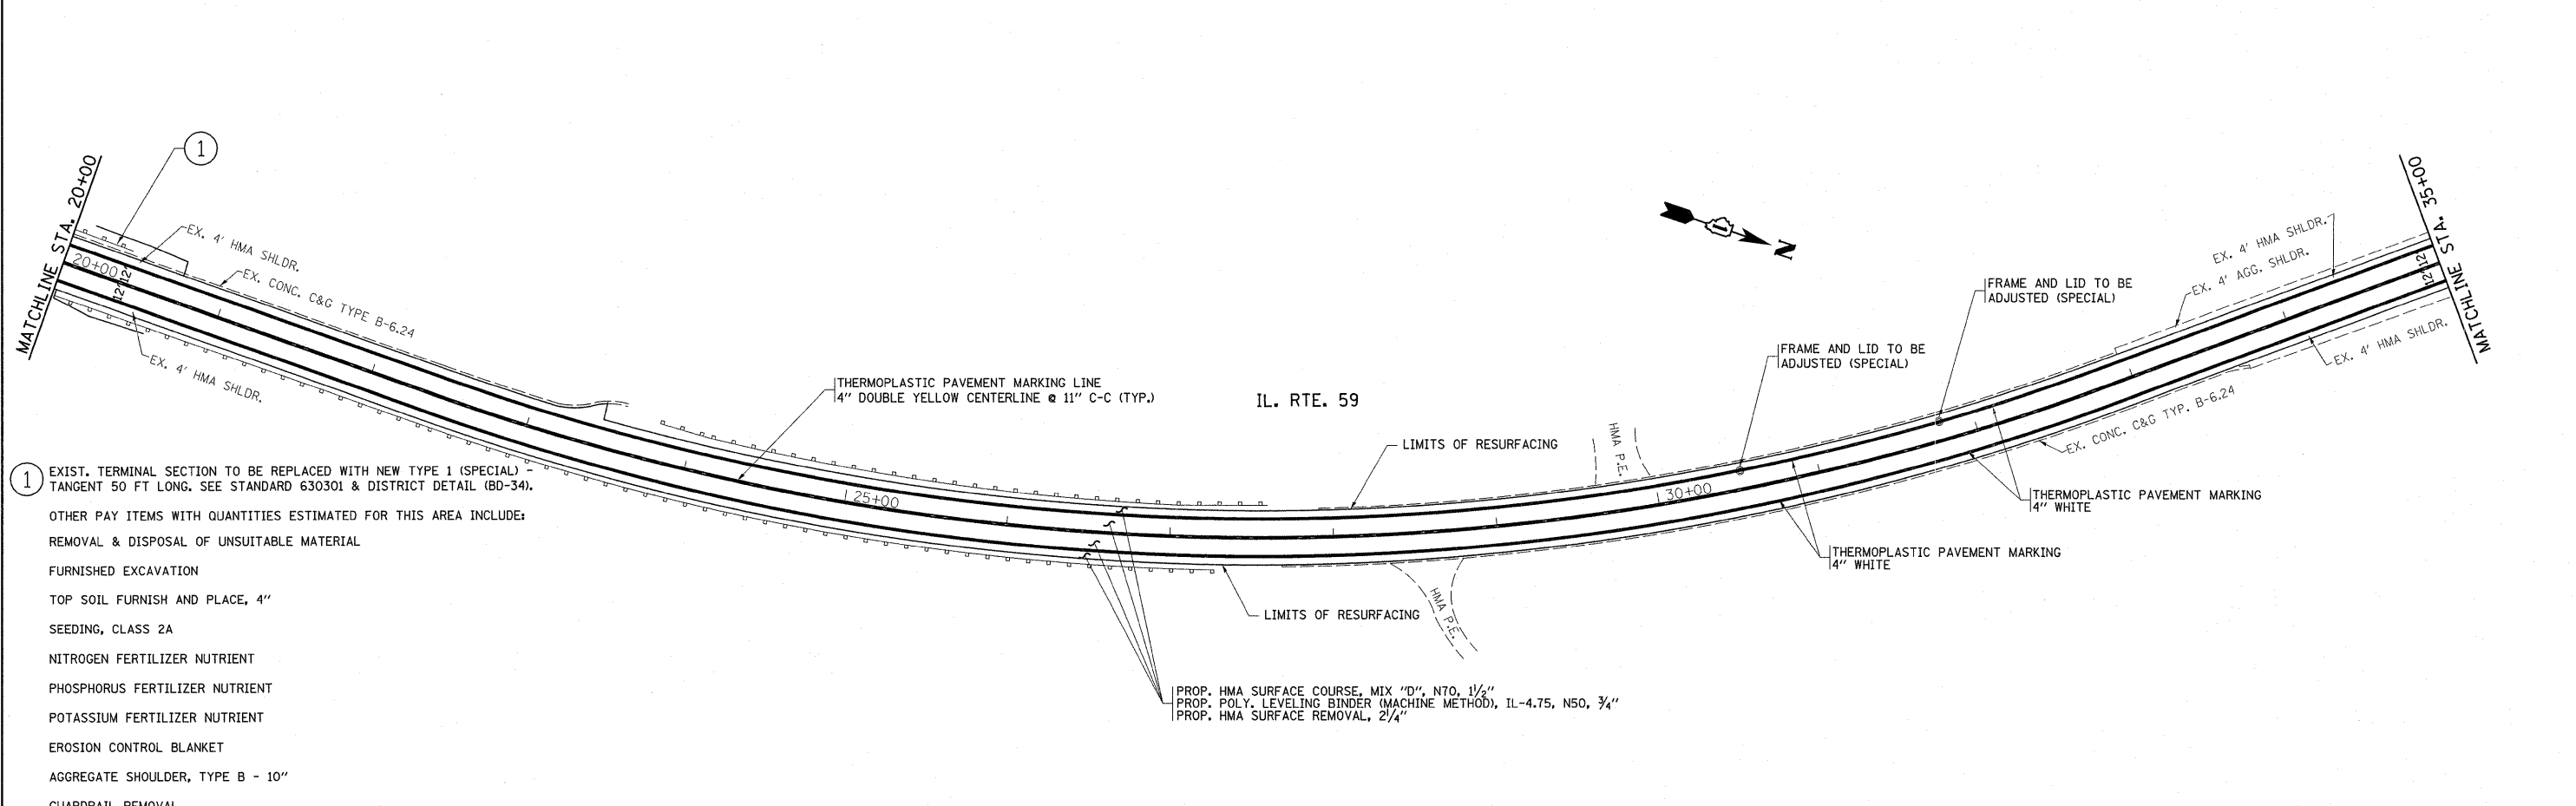 MATCHLINE STA. 20+00
1
20+00
12'
12'
EX. 4' HMA SHLDR.
EX. CONC. C&G TYPE B-6.24
EX. 4' HMA SHLDR.
THERMOPLASTIC PAVEMENT MARKING LINE
4" DOUBLE YELLOW CENTERLINE @ 11" C-C (TYP.)
25+00
IL. RTE. 59
LIMITS OF RESURFACING
LIMITS OF RESURFACING
HMA P.E.
HMA P.E.
N
30+00
FRAME AND LID TO BE
ADJUSTED (SPECIAL)
FRAME AND LID TO BE
ADJUSTED (SPECIAL)
EX. 4' HMA SHLDR.
EX. 4' AGG. SHLDR.
EX. 4' HMA SHLDR.
EX. CONC. C&G TYP. B-6.24
12'
12'
MATCHLINE STA. 35+00
THERMOPLASTIC PAVEMENT MARKING
4" WHITE
THERMOPLASTIC PAVEMENT MARKING
4" WHITE
PROP. HMA SURFACE COURSE, MIX "D", N70, 1½"
PROP. POLY. LEVELING BINDER (MACHINE METHOD), IL-4.75, N50, ¾"
PROP. HMA SURFACE REMOVAL, 2¼"
1
EXIST. TERMINAL SECTION TO BE REPLACED WITH NEW TYPE 1 (SPECIAL) -
TANGENT 50 FT LONG. SEE STANDARD 630301 & DISTRICT DETAIL (BD-34).
OTHER PAY ITEMS WITH QUANTITIES ESTIMATED FOR THIS AREA INCLUDE:
REMOVAL & DISPOSAL OF UNSUITABLE MATERIAL
FURNISHED EXCAVATION
TOP SOIL FURNISH AND PLACE, 4"
SEEDING, CLASS 2A
NITROGEN FERTILIZER NUTRIENT
PHOSPHORUS FERTILIZER NUTRIENT
POTASSIUM FERTILIZER NUTRIENT
EROSION CONTROL BLANKET
AGGREGATE SHOULDER, TYPE B - 10"
GUARDRAIL REMOVAL